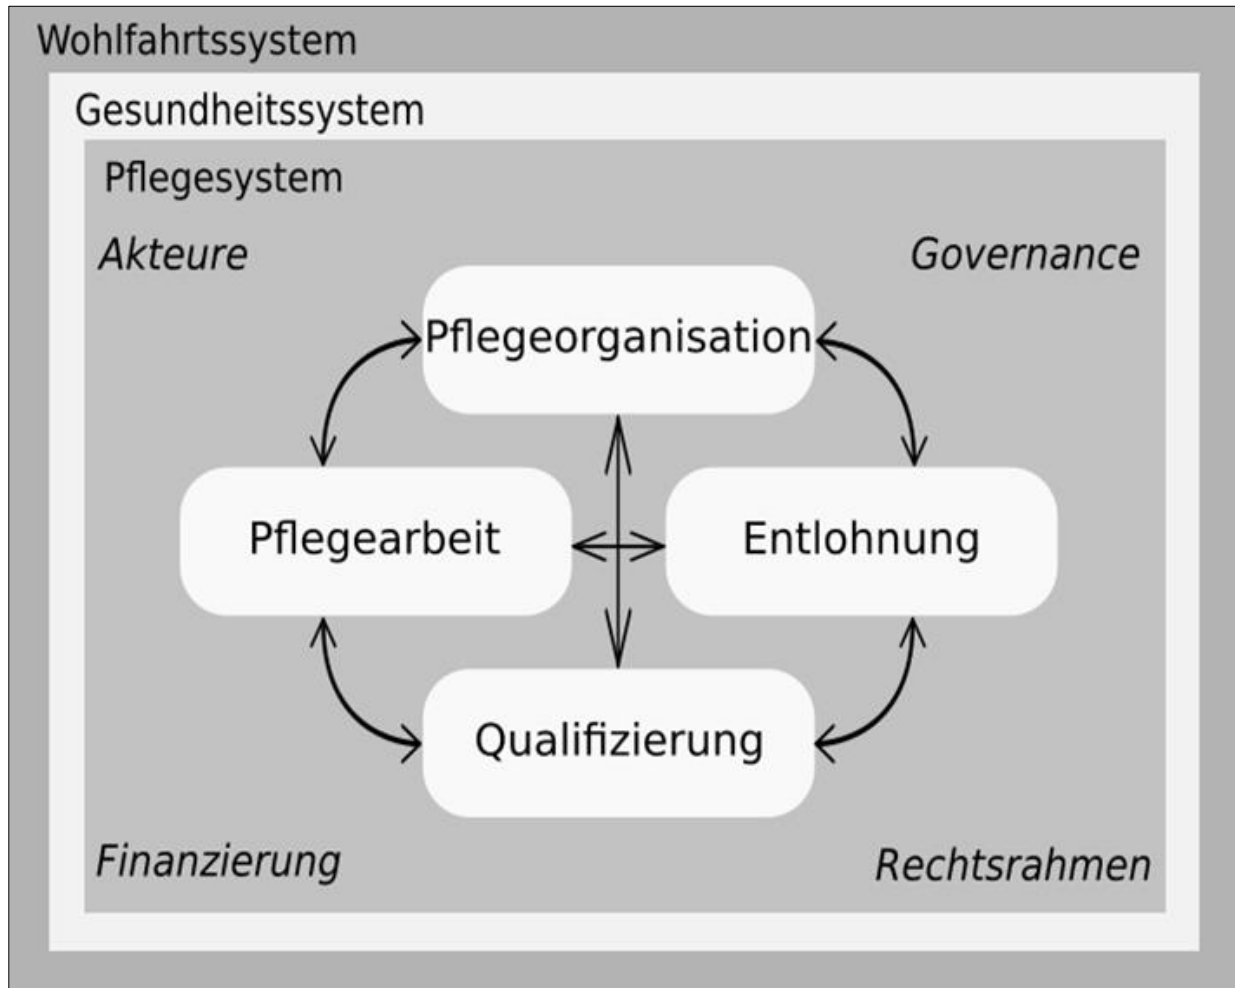 Wohlfahrtssystem
Gesundheitssystem
Pflegesystem
Akteure
Governance
Pflegeorganisation
Pflegearbeit
Entlohnung
Qualifizierung
Finanzierung
Rechtsrahmen